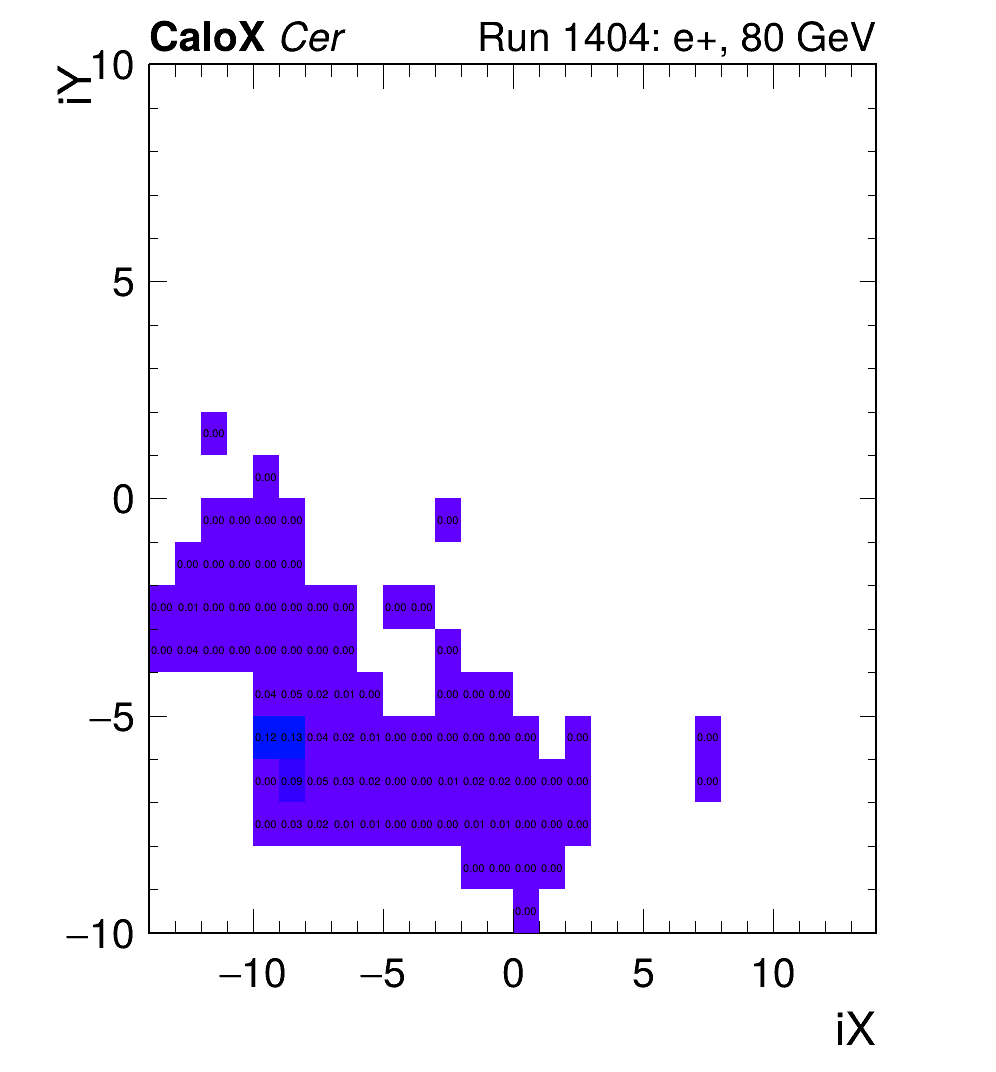 CaloX Cer Run 1404: e+, 80 GeV
iY
10
0.00
0.00
0
0.00 0.00 0.00 0.00 0.00
0.00 0.00 0.00 0.00 0.00
0.00 0.01 0.00 0.00 0.00 0.00 0.00 0.00 0.00 0.00
0.00 0.04 0.00 0.00 0.00 0.00 0.00 0.00 0.00
0.04 0.05 0.02 0.01 0.00 0.00 0.00 0.00
−5
0.12 0.13 0.04 0.02 0.01 0.00 0.00 0.00 0.00 0.00 0.00 0.00 0.00
0.00 0.09 0.05 0.03 0.02 0.00 0.00 0.01 0.02 0.02 0.00 0.00 0.00 0.00
0.00 0.03 0.02 0.01 0.01 0.00 0.00 0.00 0.01 0.01 0.00 0.00 0.00
0.00 0.00 0.00 0.00
0.00
−10
−10 −5 0 5 10
iX
5